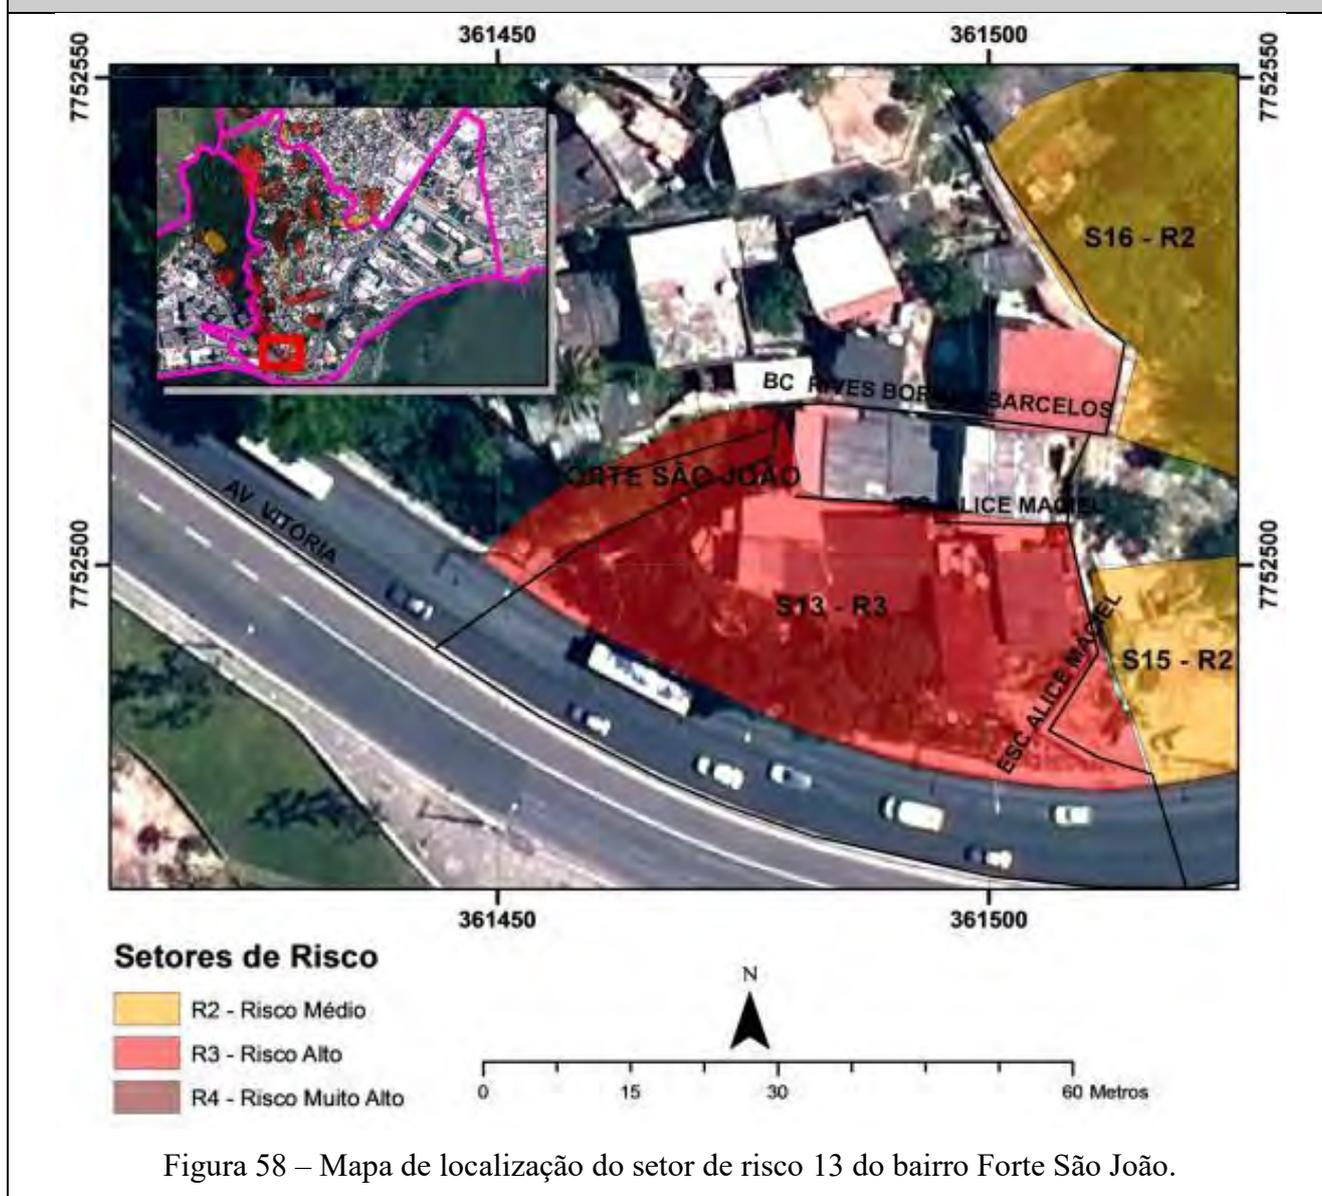 361450 361500
7752550 7752550
S16 - R2
BC RIVES BARCELOS
ORTE SÃO JOÃO
ALICE MACIEL
AV VITORIA
7752500 7752500
S13 - R3
ESC ALICE MACIEL
S15 - R2
361450 361500
Setores de Risco
R2 - Risco Médio
R3 - Risco Alto
R4 - Risco Muito Alto
N
0 15 30 60 Metros
Figura 58 – Mapa de localização do setor de risco 13 do bairro Forte São João.